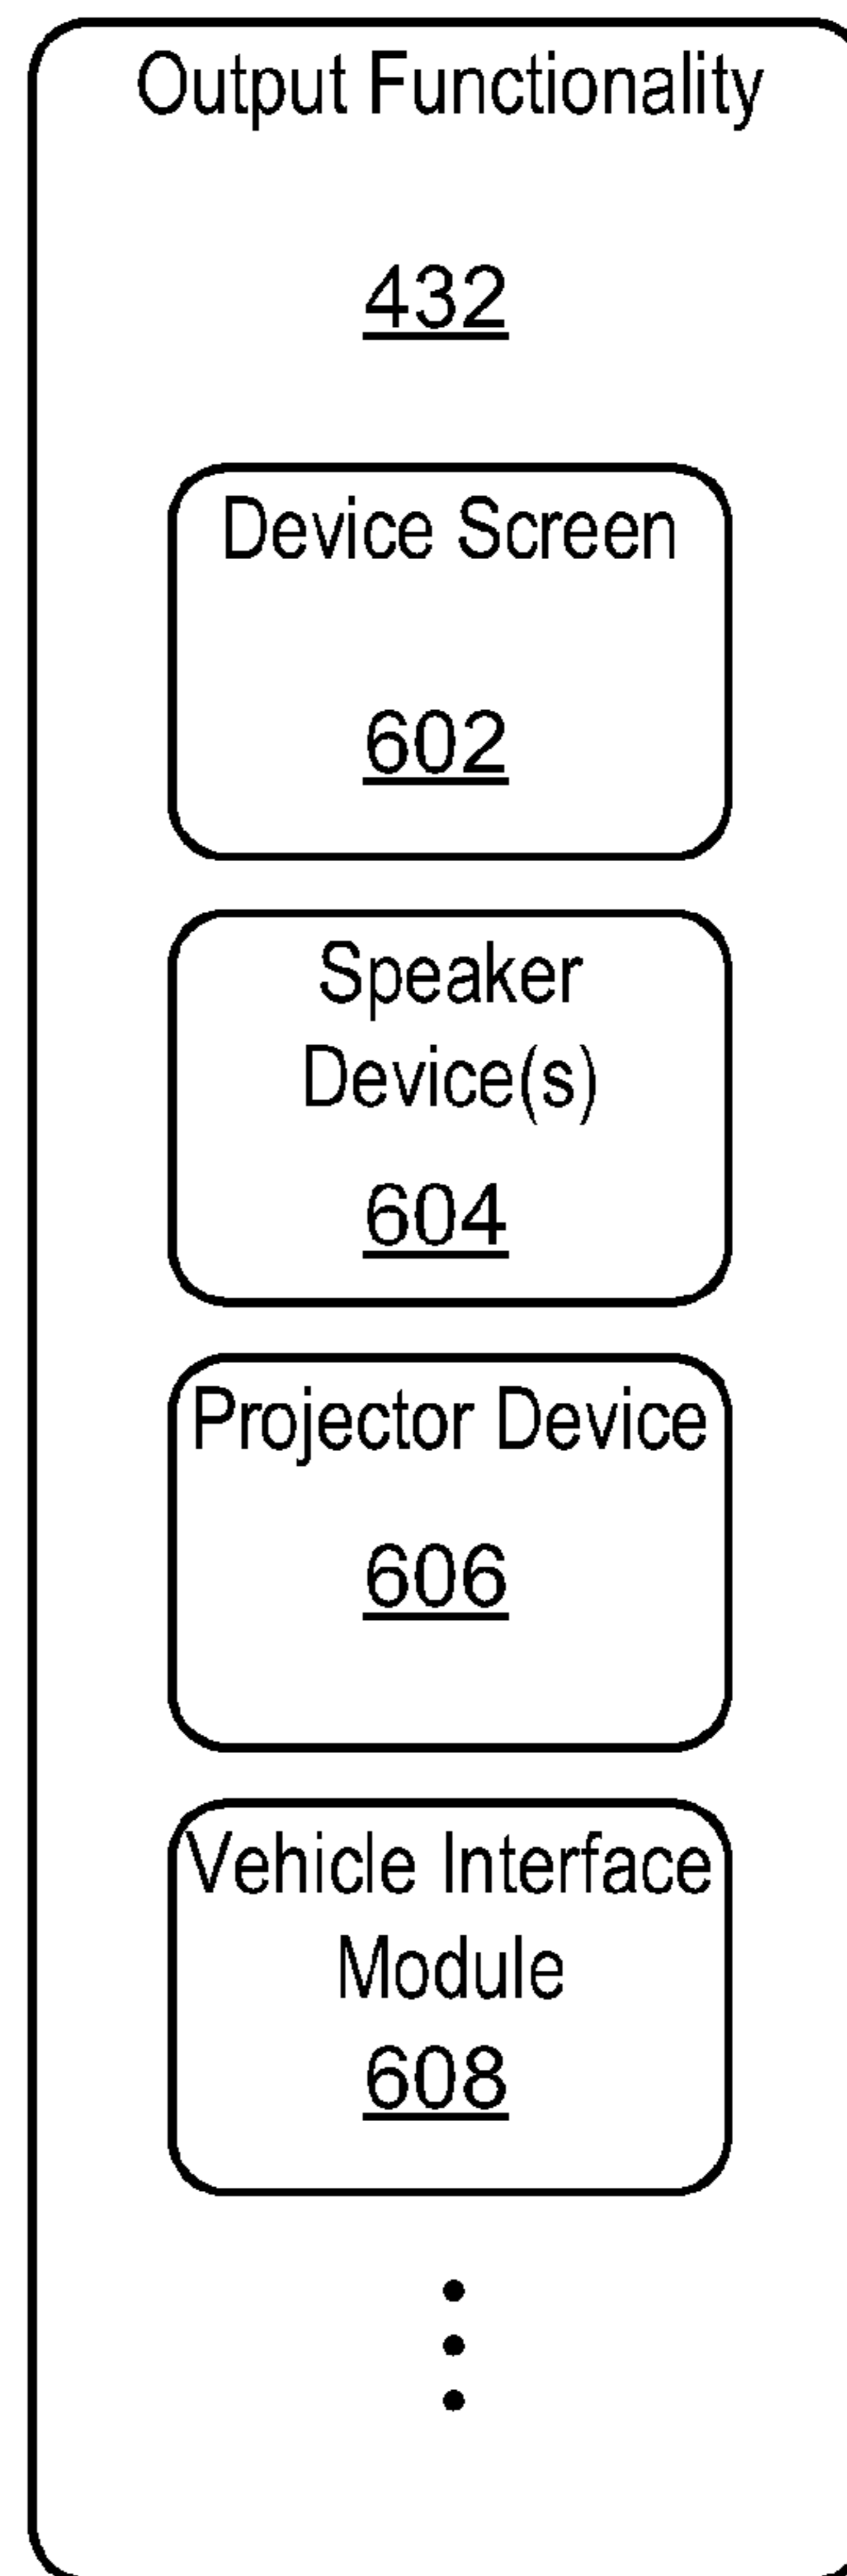 Output Functionality
432
Device Screen
602
Speaker
Device(s)
604
Projector Device
606
Vehicle Interface
Module
608